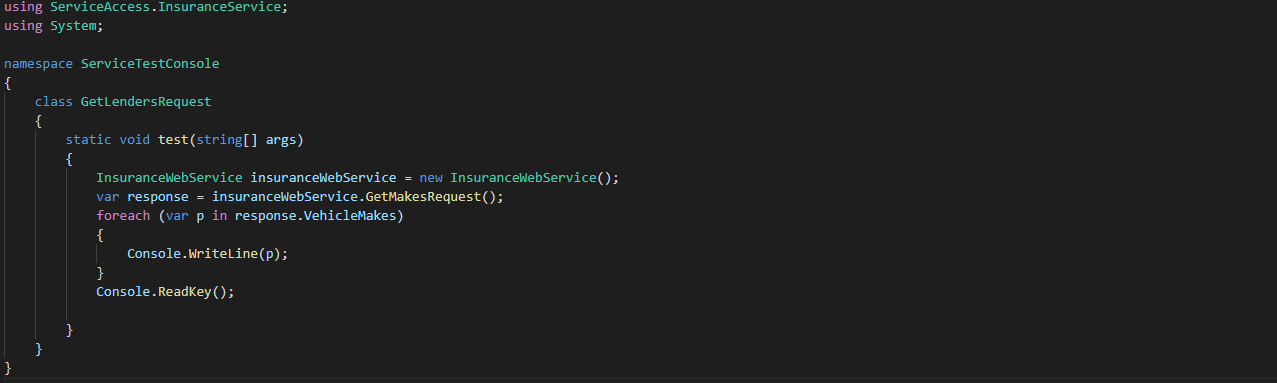 using ServiceAccess.InsuranceService;
using System;
namespace ServiceTestConsole
{
class GetLendersRequest
{
static void test(string[] args)
{
InsuranceWebService insuranceWebService = new InsuranceWebService();
var response = insuranceWebService.GetMakesRequest();
foreach (var p in response.VehicleMakes)
{
Console.WriteLine(p);
}
Console.ReadKey();
}
}
}